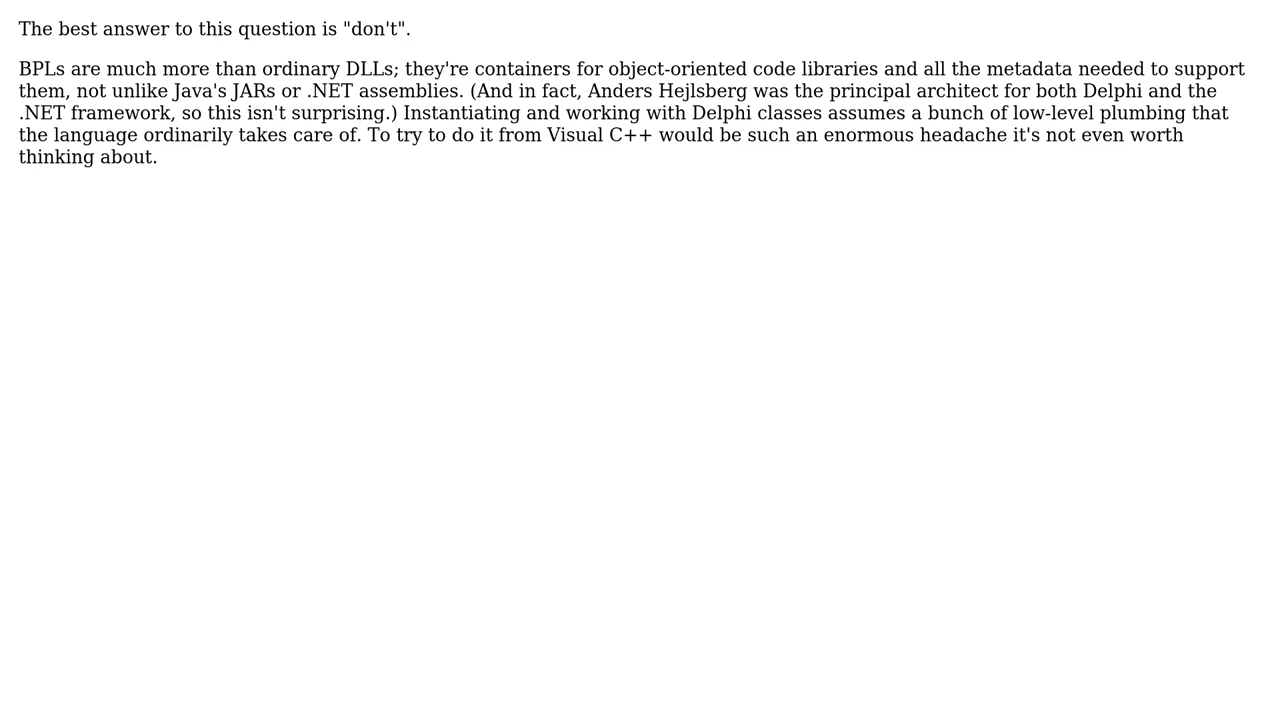 The best answer to this question is "don't".
BPLs are much more than ordinary DLLs; they're containers for object-oriented code libraries and all the metadata needed to support
them, not unlike Java's JARs or .NET assemblies. (And in fact, Anders Hejlsberg was the principal architect for both Delphi and the
.NET framework, so this isn't surprising.) Instantiating and working with Delphi classes assumes a bunch of low-level plumbing that
the language ordinarily takes care of. To try to do it from Visual C++ would be such an enormous headache it's not even worth
thinking about.